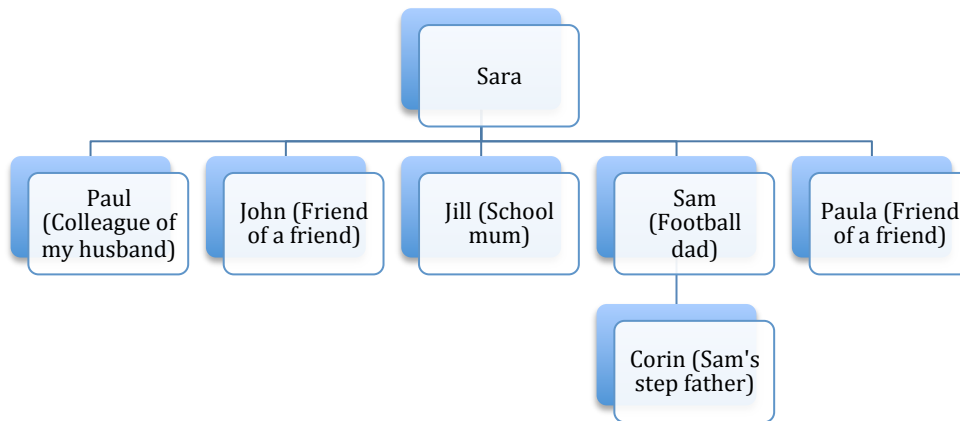 Sara
Paul
(Colleague of
my husband)
John (Friend
of a friend)
Jill (School
mum)
Sam
(Football
dad)
Paula (Friend
of a friend)
Corin (Sam's
step father)